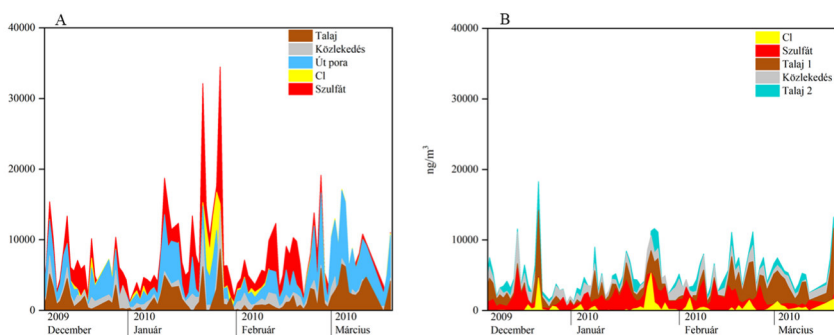 A
40000
30000
20000
10000
0
Talaj
Közlekedés
Út pora
Cl
Szulfát
2009 2010 2010 2010
December Január Február Március
B
ng/m³
40000
30000
20000
10000
0
Cl
Szulfát
Talaj 1
Közlekedés
Talaj 2
2009 2010 2010 2010
December Január Február Március